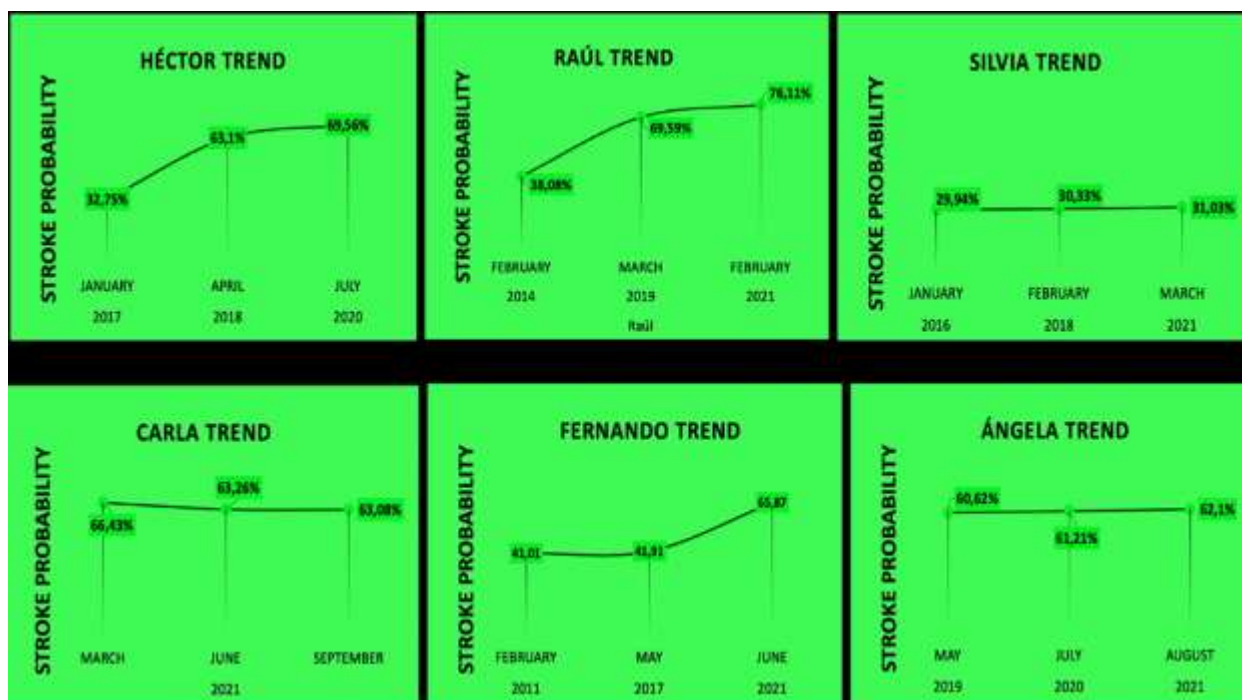 HÉCTOR TREND
STROKE PROBABILITY
32,75%
63,1%
69,56%
JANUARY APRIL JULY
2017 2018 2020
RAÚL TREND
STROKE PROBABILITY
38,08%
69,59%
76,11%
FEBRUARY MARCH FEBRUARY
2014 2019 2021
Raúl
SILVIA TREND
STROKE PROBABILITY
29,94%
30,33%
31,03%
JANUARY FEBRUARY MARCH
2016 2018 2021
CARLA TREND
STROKE PROBABILITY
66,43%
63,26%
63,08%
MARCH JUNE SEPTEMBER
2021
FERNANDO TREND
STROKE PROBABILITY
41,01
41,91
65,87
FEBRUARY MAY JUNE
2011 2017 2021
ÁNGELA TREND
STROKE PROBABILITY
60,62%
61,21%
62,1%
MAY JULY AUGUST
2019 2020 2021